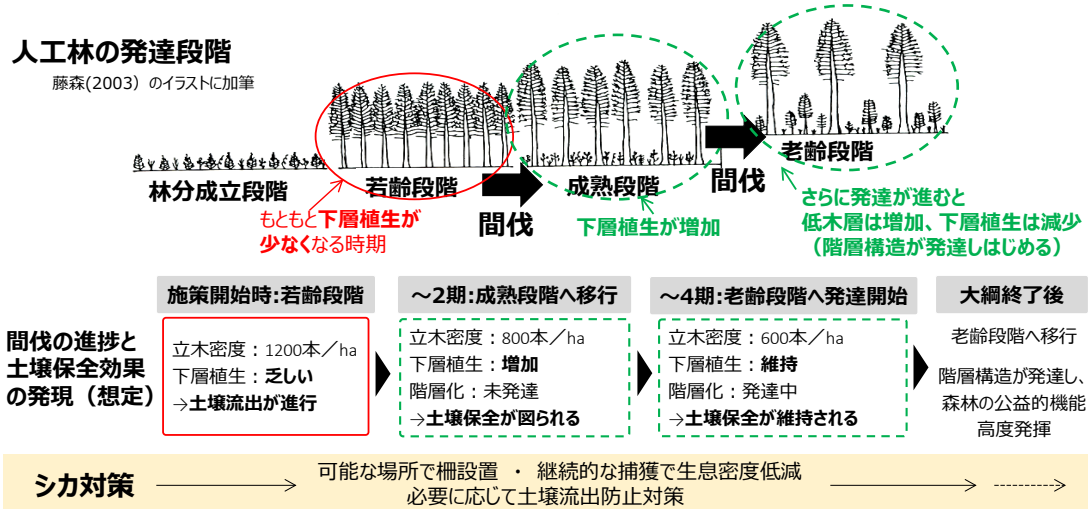 人工林の発達段階
藤森(2003）のイラストに加筆
林分成立段階
若齢段階
間伐
成熟段階
間伐
老齢段階
もともと下層植生が
少なくなる時期
下層植生が増加
さらに発達が進むと
低木層は増加、下層植生は減少
（階層構造が発達しはじめる）
間伐の進捗と
土壌保全効果
の発現（想定）
施策開始時:若齢段階
立木密度：1200本／ha
下層植生：乏しい
→土壌流出が進行
～2期:成熟段階へ移行
立木密度：800本／ha
下層植生：増加
階層化：未発達
→土壌保全が図られる
～4期:老齢段階へ発達開始
立木密度：600本／ha
下層植生：維持
階層化：発達中
→土壌保全が維持される
大綱終了後
老齢段階へ移行
階層構造が発達し、
森林の公益的機能
高度発揮
シカ対策
可能な場所で柵設置 ・ 継続的な捕獲で生息密度低減
必要に応じて土壌流出防止対策